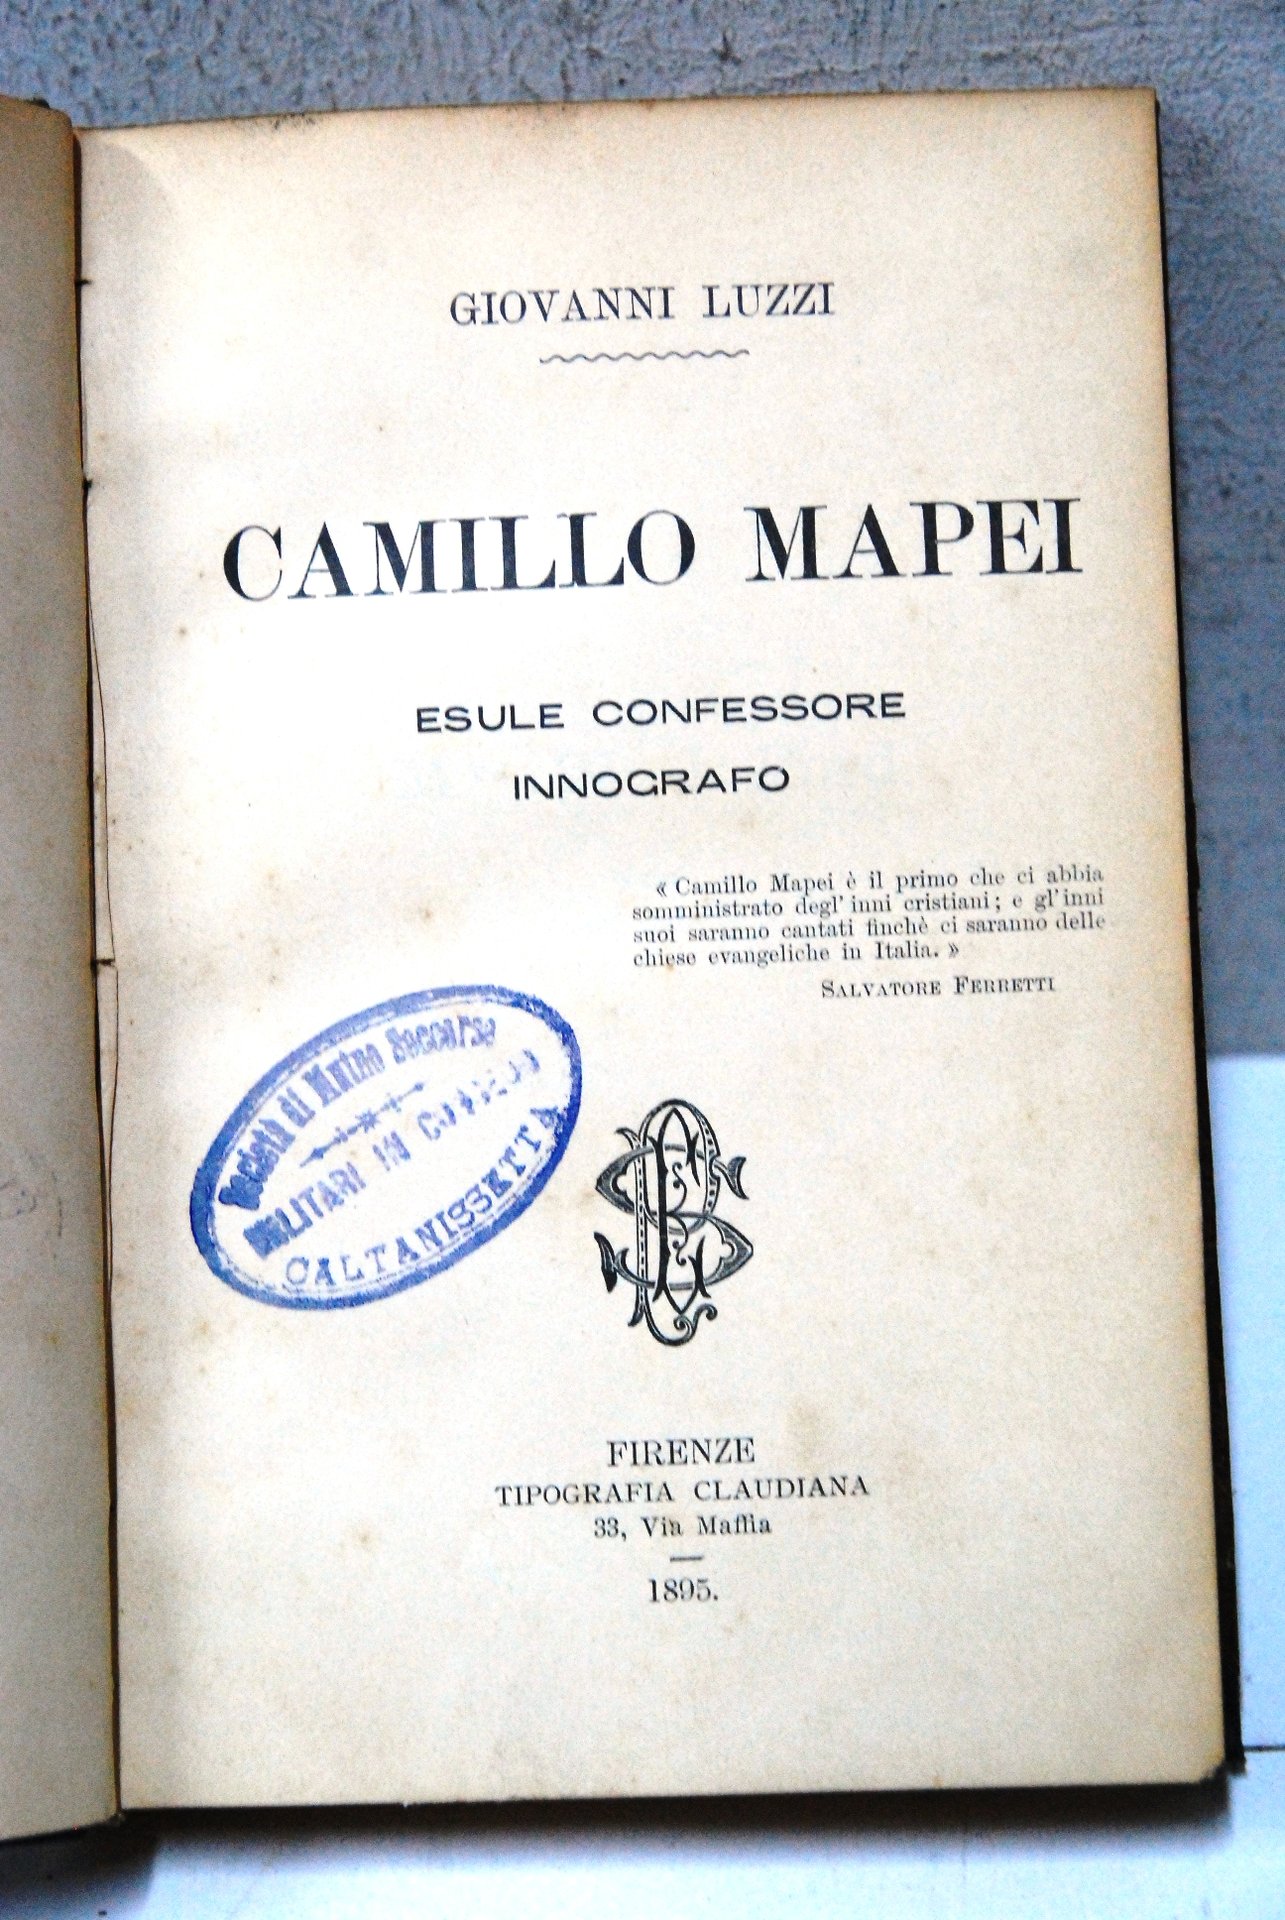 GIOVANNI LUZZI
CAMILLO MAPEI
ESULE CONFESSORE
INNOGRAFO
« Camillo Mapei è il primo che ci abbia
somministrato degl' inni cristiani; e gl' inni
suoi saranno cantati finchè ci saranno delle
chiese evangeliche in Italia. »
SALVATORE FERRETTI
Società di Mutuo Soccorso
MILITARI IN CONGEDO
CALTANISSETTA
FIRENZE
TIPOGRAFIA CLAUDIANA
33, Via Maffia
1895.